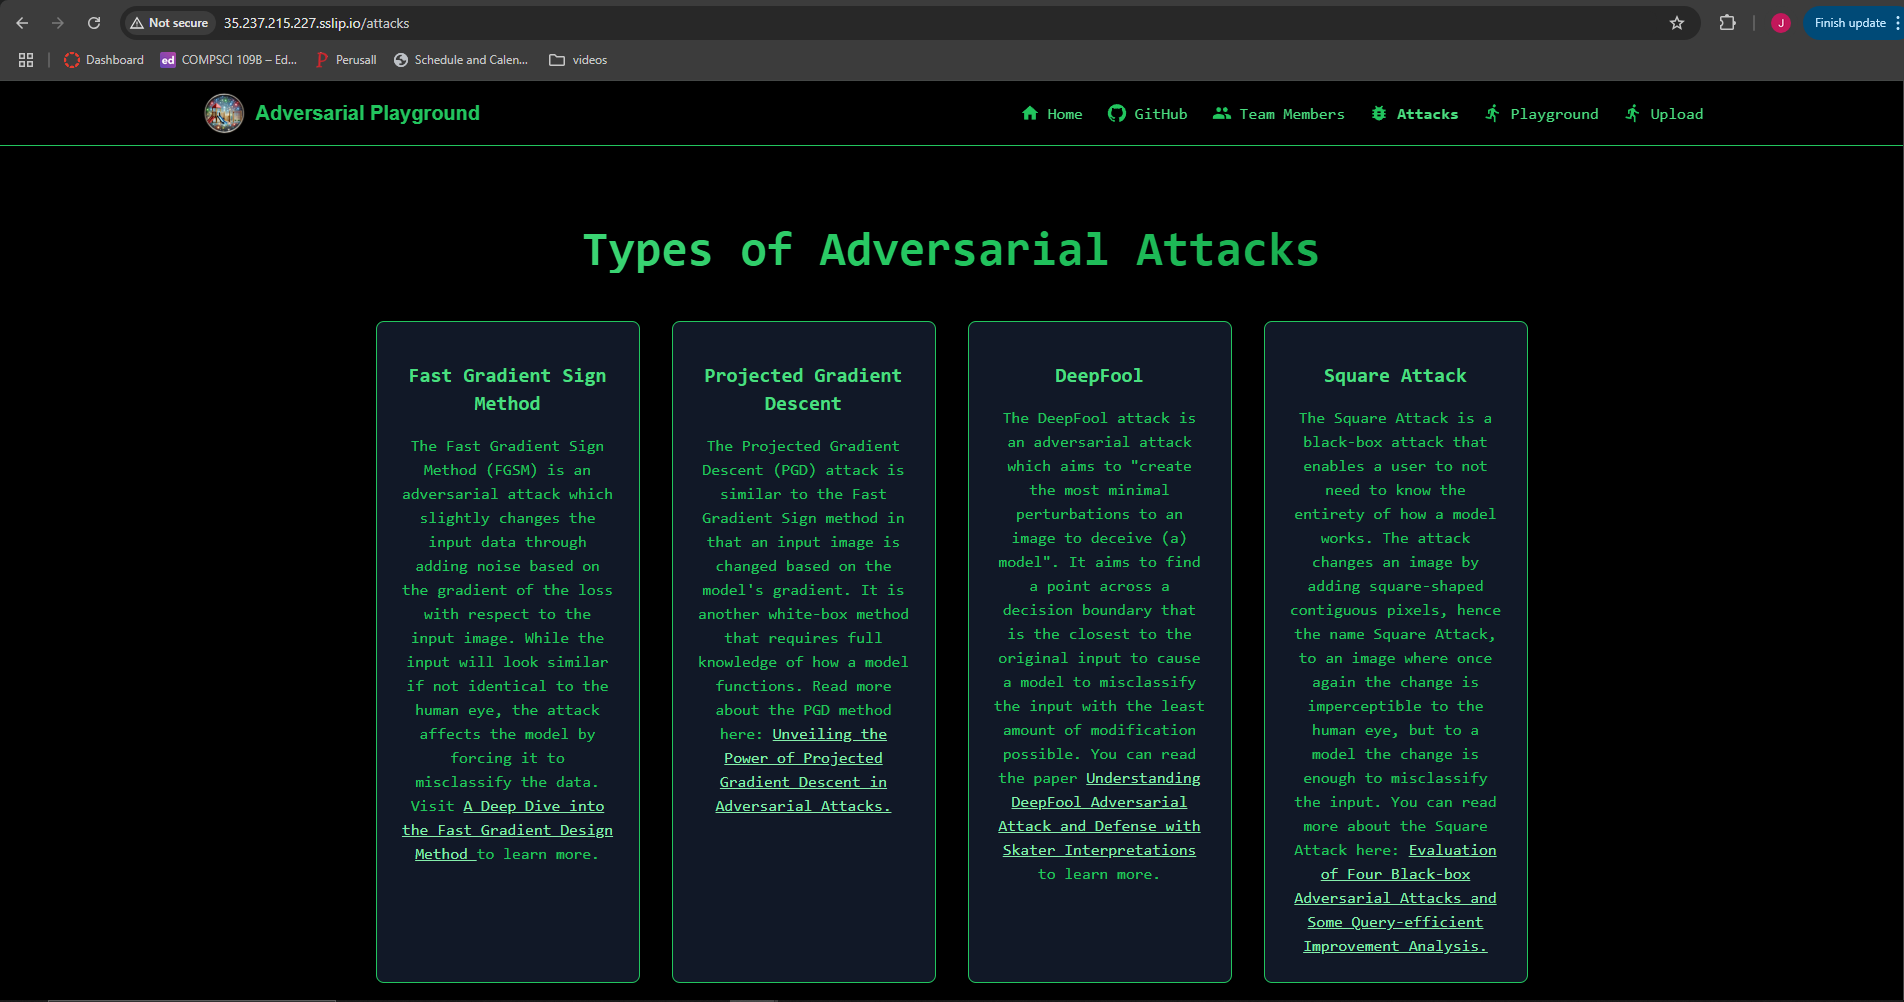 Not secure 35.237.215.227.sslip.io/attacks J Finish update
Dashboard ed COMPSCI 109B – Ed... P Perusall Schedule and Calen... videos
Adversarial Playground Home GitHub Team Members Attacks Playground Upload
Types of Adversarial Attacks
Fast Gradient Sign
Method
The Fast Gradient Sign
Method (FGSM) is an
adversarial attack which
slightly changes the
input data through
adding noise based on
the gradient of the loss
with respect to the
input image. While the
input will look similar
if not identical to the
human eye, the attack
affects the model by
forcing it to
misclassify the data.
Visit A Deep Dive into
the Fast Gradient Design
Method to learn more.
Projected Gradient
Descent
The Projected Gradient
Descent (PGD) attack is
similar to the Fast
Gradient Sign method in
that an input image is
changed based on the
model's gradient. It is
another white-box method
that requires full
knowledge of how a model
functions. Read more
about the PGD method
here: Unveiling the
Power of Projected
Gradient Descent in
Adversarial Attacks.
DeepFool
The DeepFool attack is
an adversarial attack
which aims to "create
the most minimal
perturbations to an
image to deceive (a)
model". It aims to find
a point across a
decision boundary that
is the closest to the
original input to cause
a model to misclassify
the input with the least
amount of modification
possible. You can read
the paper Understanding
DeepFool Adversarial
Attack and Defense with
Skater Interpretations
to learn more.
Square Attack
The Square Attack is a
black-box attack that
enables a user to not
need to know the
entirety of how a model
works. The attack
changes an image by
adding square-shaped
contiguous pixels, hence
the name Square Attack,
to an image where once
again the change is
imperceptible to the
human eye, but to a
model the change is
enough to misclassify
the input. You can read
more about the Square
Attack here: Evaluation
of Four Black-box
Adversarial Attacks and
Some Query-efficient
Improvement Analysis.